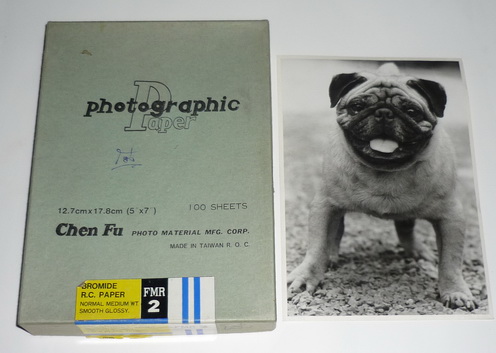 photographic
Paper
12.7cmx17.8cm (5"x7") 100 SHEETS
Chen Fu PHOTO MATERIAL MFG. CORP.
MADE IN TAIWAN R. O. C.
BROMIDE
R.C. PAPER
NORMAL. MEDIUM WT.
SMOOTH GLOSSY.
FMR
2